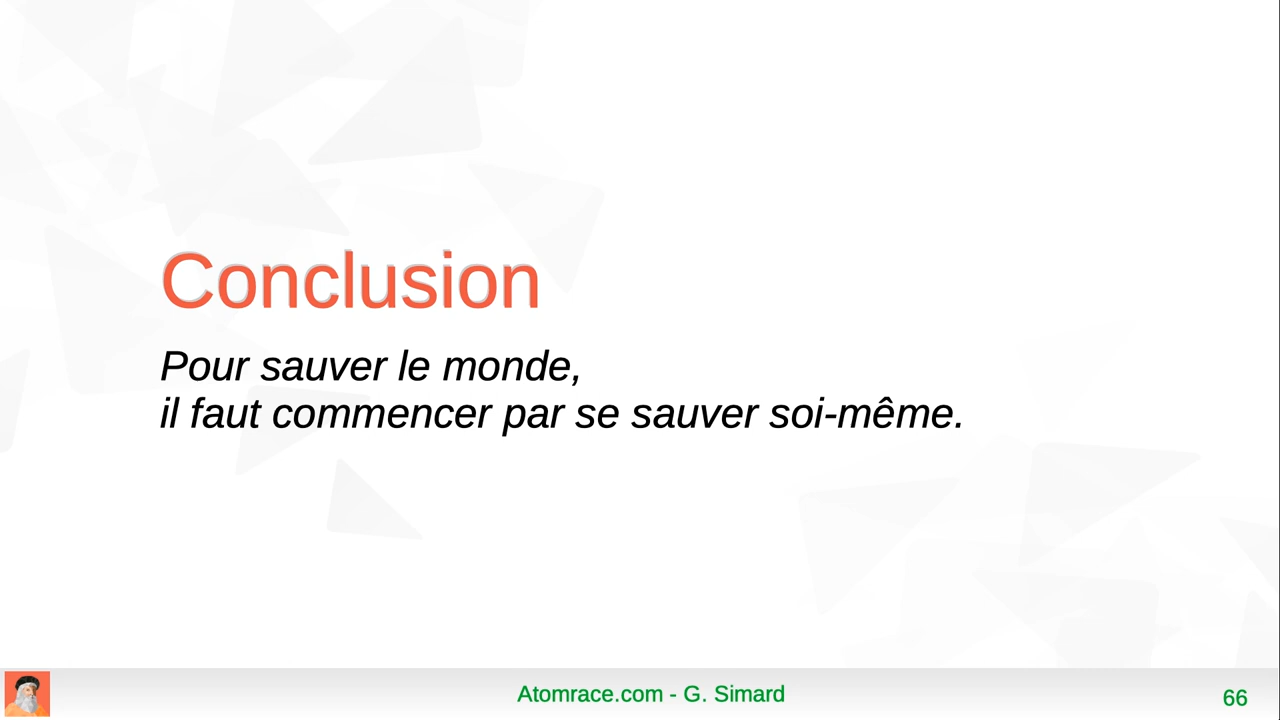 Conclusion
Pour sauver le monde,
il faut commencer par se sauver soi-même.
Atomrace.com - G. Simard
66